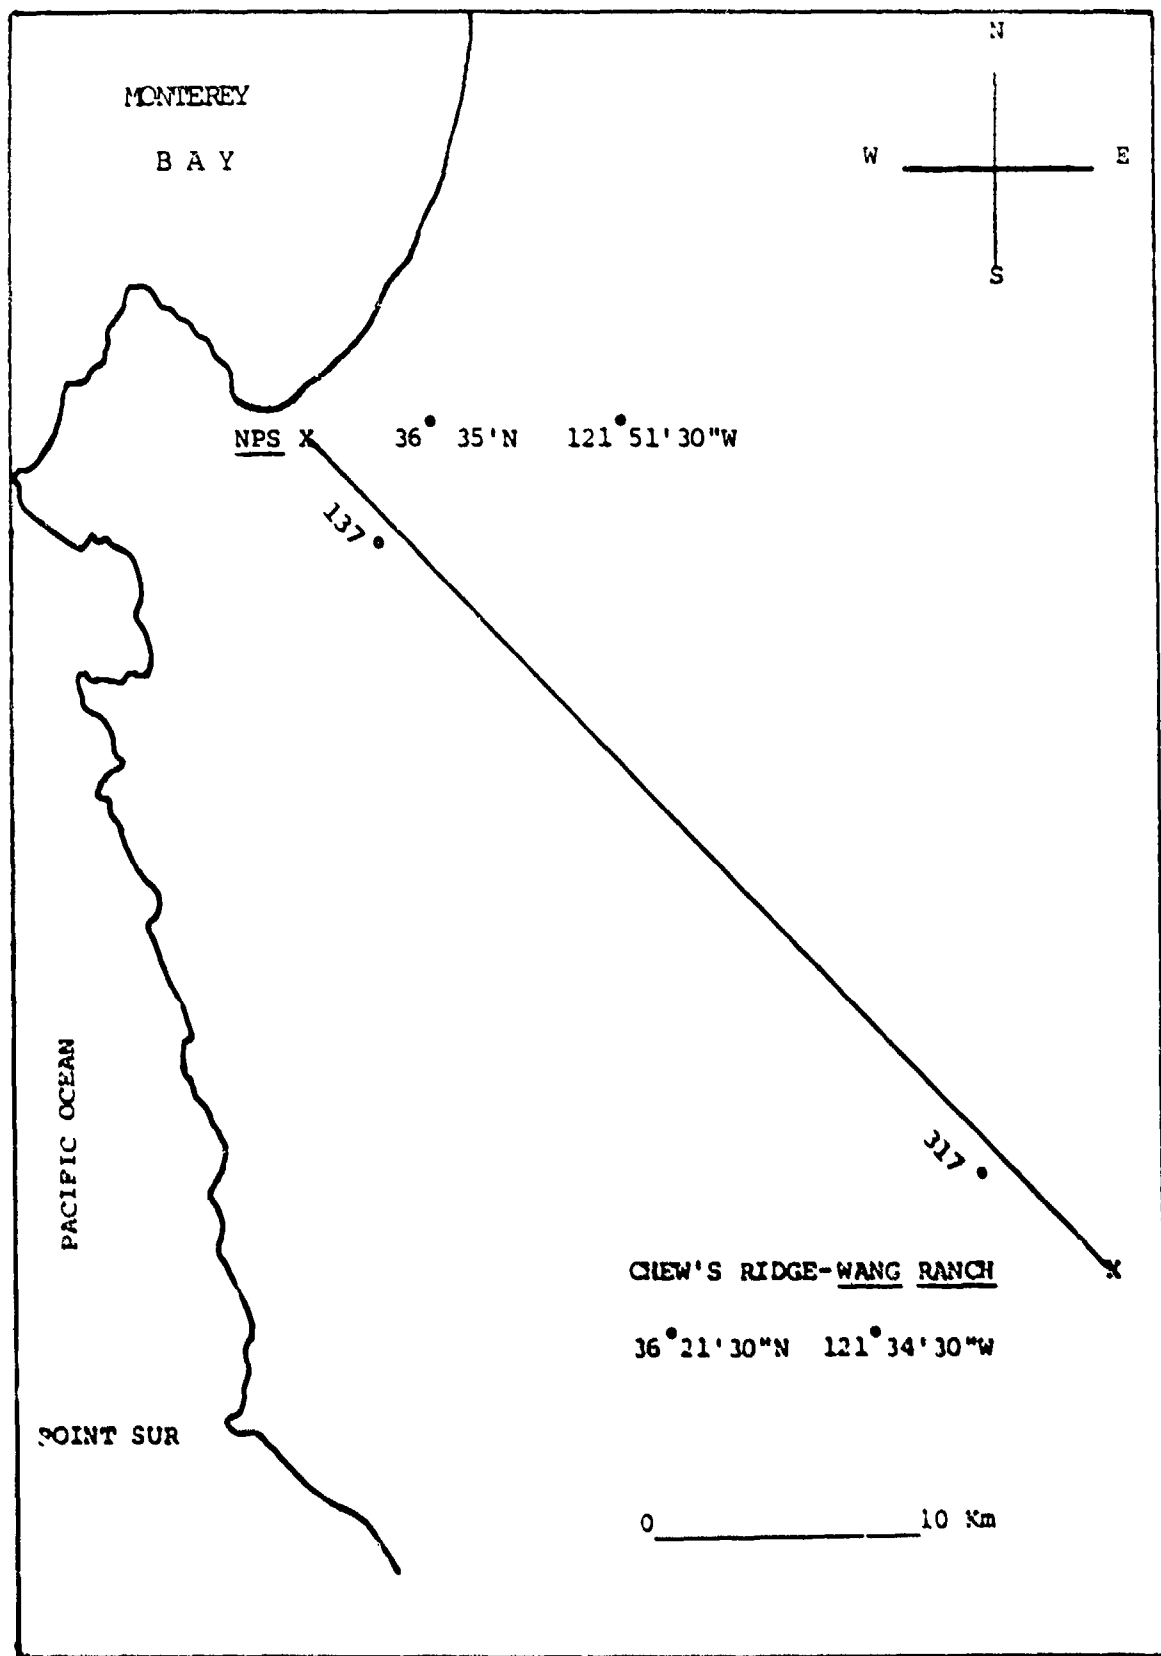 N
MONTEREY
BAY
W E
S
NPS X 36° 35'N 121° 51'30"W
137°
317°
PACIFIC OCEAN
CHEW'S RIDGE-WANG RANCH X
36°21'30"N 121°34'30"W
POINT SUR
0 10 Km